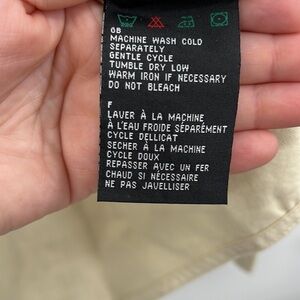 GB
MACHINE WASH COLD
SEPARATELY
GENTLE CYCLE
TUMBLE DRY LOW
WARM IRON IF NECESSARY
DO NOT BLEACH
F
LAVER À LA MACHINE
À L'EAU FROIDE SÉPARÉMENT
CYCLE DELLICAT
SECHER À LA MACHINE
CYCLE DOUX
REPASSER AVEC UN FER
CHAUD SI NÉCESSAIRE
NE PAS JAVELLISER